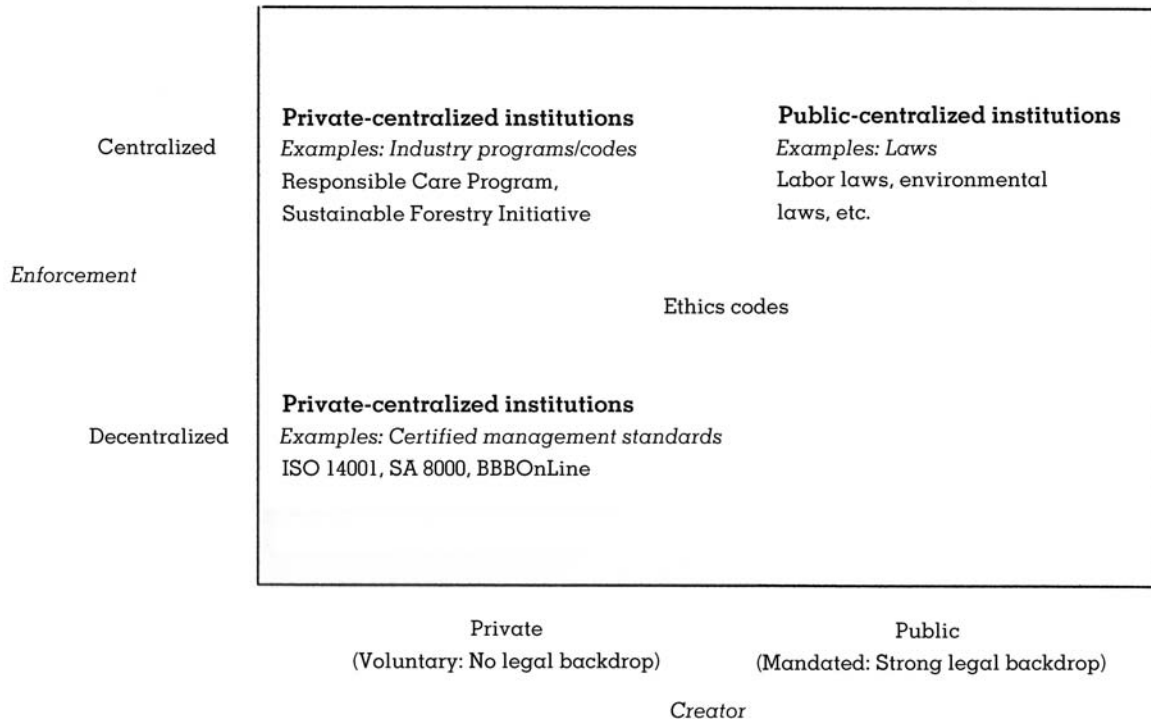 Centralized
Private-centralized institutions
Examples: Industry programs/codes
Responsible Care Program,
Sustainable Forestry Initiative
Public-centralized institutions
Examples: Laws
Labor laws, environmental
laws, etc.
Enforcement
Ethics codes
Decentralized
Private-centralized institutions
Examples: Certified management standards
ISO 14001, SA 8000, BBBOnLine
Private
(Voluntary: No legal backdrop)
Public
(Mandated: Strong legal backdrop)
Creator